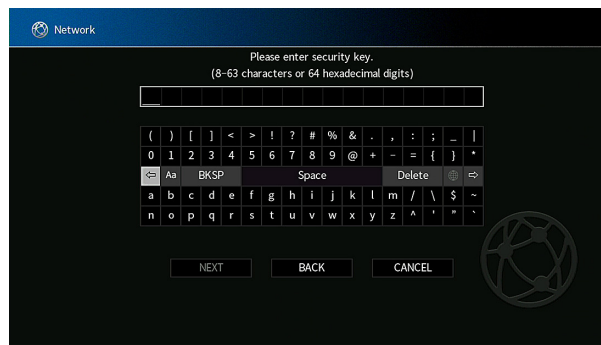 Network
Please enter security key.
(8-63 characters or 64 hexadecimal digits)
( ) [ ] < > ! ? # % & . , : ; _ |
0 1 2 3 4 5 6 7 8 9 @ + - = { } *
⇦ Aa BKSP Space Delete ⇨
a b c d e f g h i j k l m / \ $ ~
n o p q r s t u v w x y z ^ ' " `
NEXT BACK CANCEL